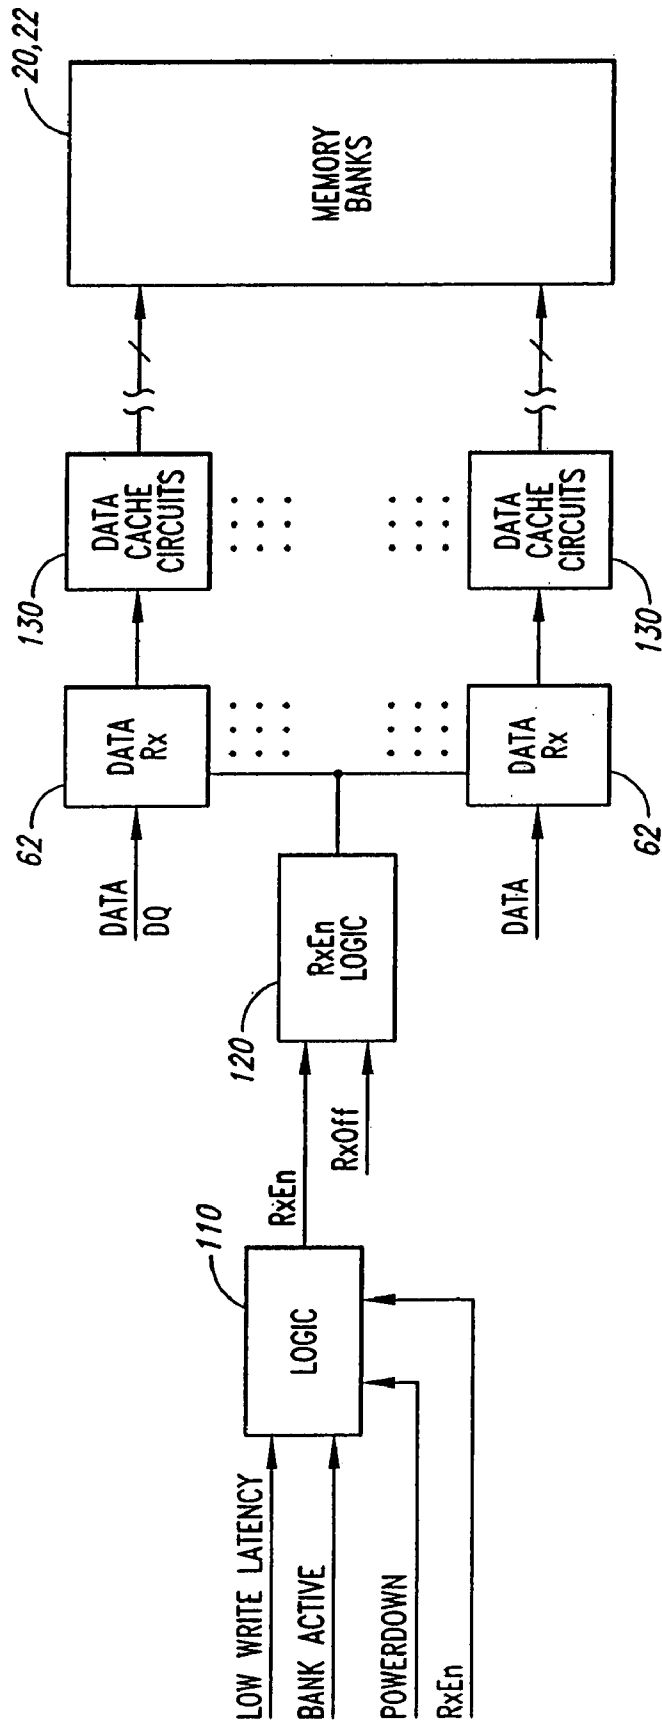 LOW WRITE LATENCY
BANK ACTIVE
POWERDOWN
RxEn
110
LOGIC
RxEn
RxOff
120
RxEn
LOGIC
DATA
DQ
62
DATA
Rx
130
DATA
CACHE
CIRCUITS
DATA
62
DATA
Rx
130
DATA
CACHE
CIRCUITS
20,22
MEMORY
BANKS